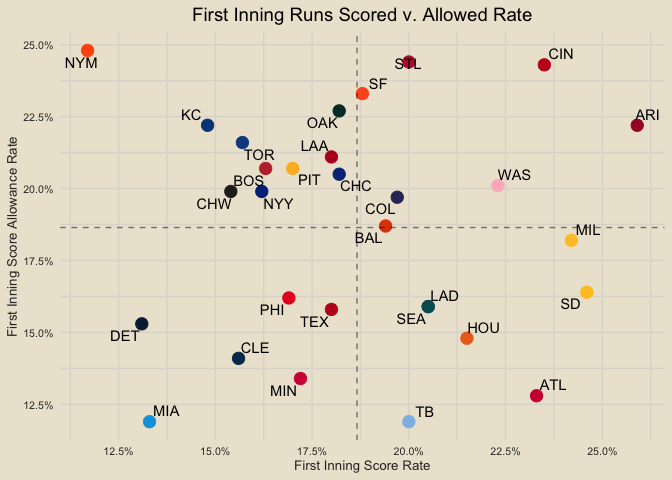 First Inning Runs Scored v. Allowed Rate
25.0%
NYM
STL
CIN
SF
22.5%
KC
OAK
ARI
LAA
TOR
BOS
PIT
CHC
WAS
20.0%
CHW
NYY
COL
BAL
MIL
17.5%
PHI
TEX
LAD
SEA
SD
15.0%
DET
HOU
CLE
MIN
ATL
12.5%
MIA
TB
First Inning Score Allowance Rate
12.5% 15.0% 17.5% 20.0% 22.5% 25.0%
First Inning Score Rate